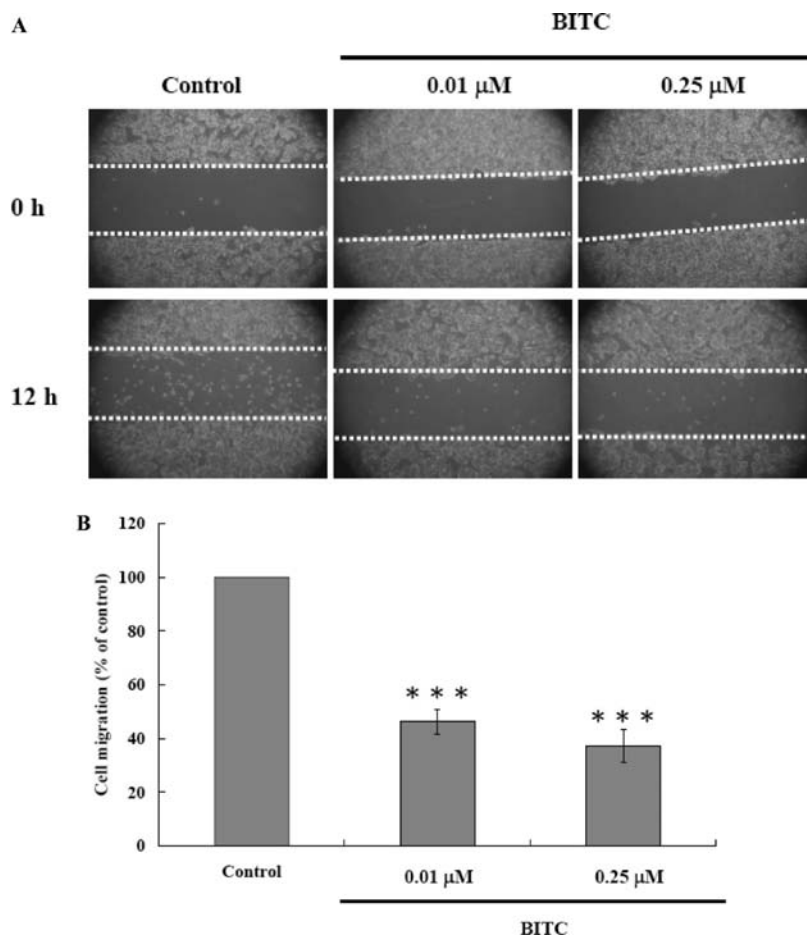 A
BITC
Control 0.01 μM 0.25 μM
0 h
12 h
B
120
100
80
60
40
20
0
Cell migration (% of control)
* * *
* * *
Control 0.01 μM 0.25 μM
BITC